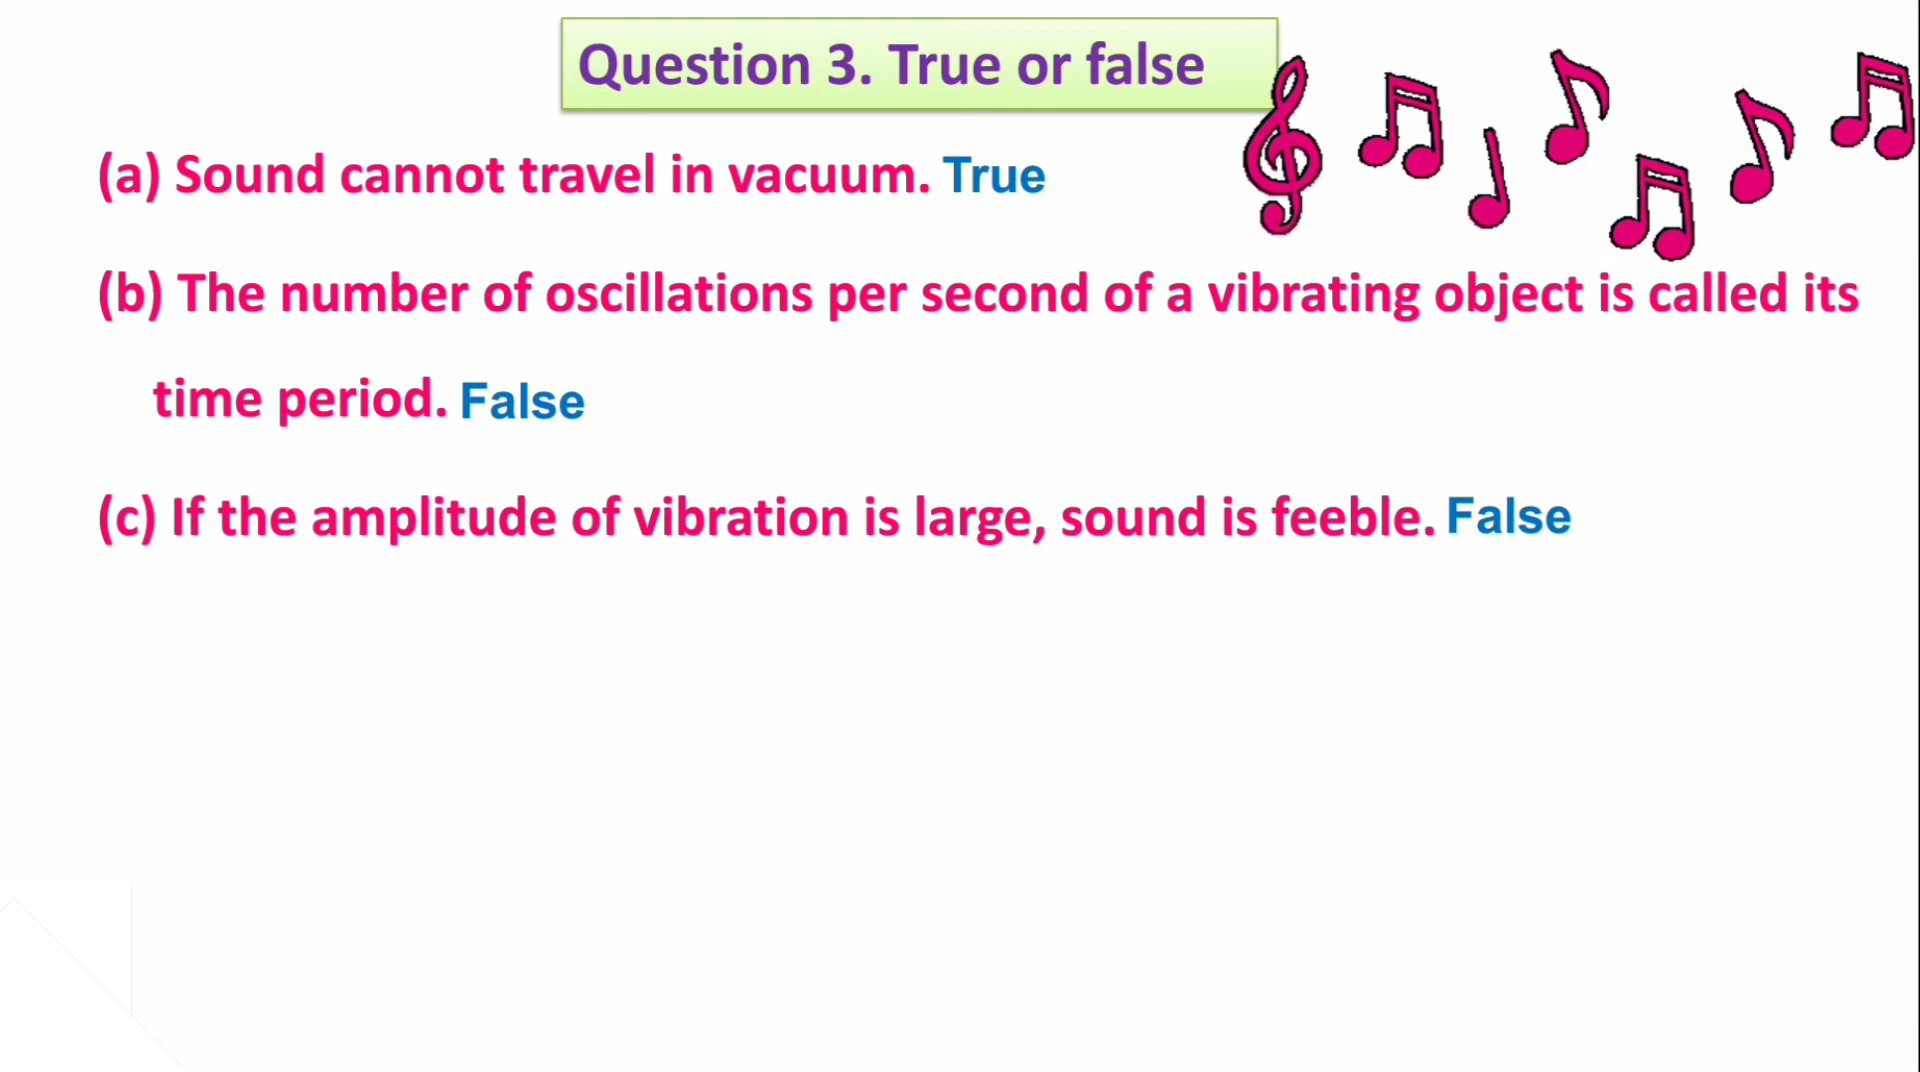 Question 3. True or false
(a) Sound cannot travel in vacuum. True
(b) The number of oscillations per second of a vibrating object is called its
time period. False
(c) If the amplitude of vibration is large, sound is feeble. False